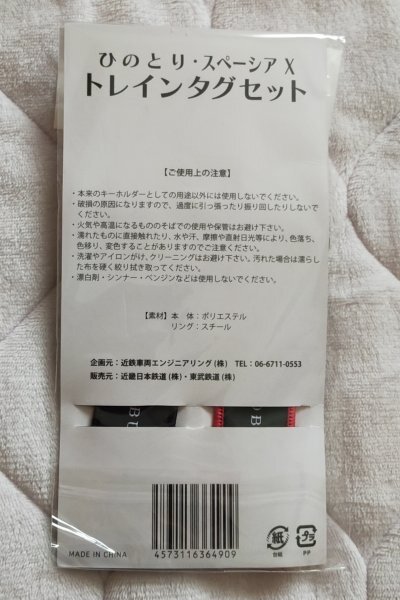 ひのとり・スペーシア X
トレインタグセット
【ご使用上の注意】
・本来のキーホルダーとしての用途以外には使用しないでください。
・破損の原因になりますので、過度に引っ張ったり振り回したりしないで
ください。
・火気や高温になるもののそばでの使用や保管はお避け下さい。
・濡れたものに直接触れたり、水や汗、摩擦や直射日光等により、色落ち、
色移り、変色することがありますのでご注意ください。
・洗濯やアイロンがけ、クリーニングはお避け下さい。汚れた場合は濡らし
た布を硬く絞り拭き取ってください。
・漂白剤・シンナー・ベンジンなどは使用しないでください。
【素材】本 体：ポリエステル
リング：スチール
企画元：近鉄車両エンジニアリング(株) TEL：06-6711-0553
販売元：近畿日本鉄道(株)・東武鉄道(株)
BU
OBU
MADE IN CHINA
4573116364909
紙
台紙
プラ
PP